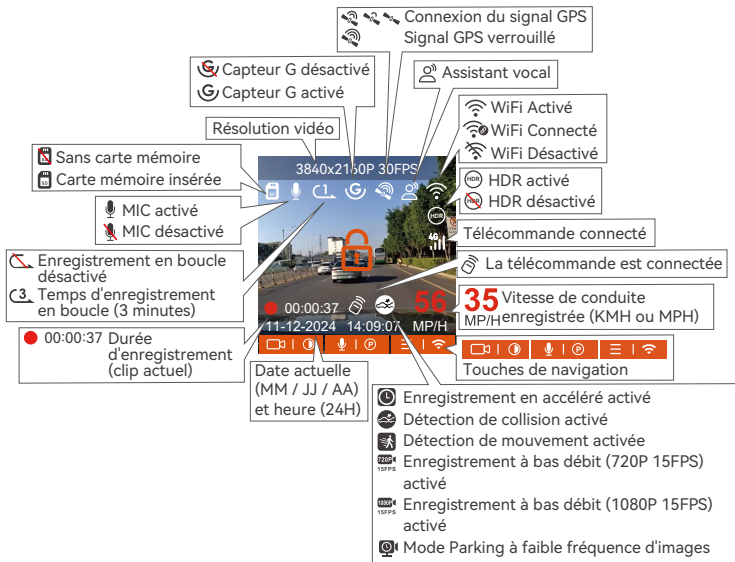 Connexion du signal GPS
Signal GPS verrouillé
Capteur G désactivé
Capteur G activé
Assistant vocal
Résolution vidéo
WiFi Activé
WiFi Connecté
WiFi Désactivé
Sans carte mémoire
Carte mémoire insérée
3840x2160P 30FPS
HDR
HDR activé
HDR désactivé
MIC activé
MIC désactivé
4G
Télécommande connecté
Enregistrement en boucle
désactivé
La télécommande est connectée
3 Temps d'enregistrement
en boucle (3 minutes)
1
00:00:37
56
MP/H
11-12-2024 14:09:07
35 Vitesse de conduite
MP/H enregistrée (KMH ou MPH)
00:00:37 Durée
d'enregistrement
(clip actuel)
Touches de navigation
Date actuelle
(MM / JJ / AA)
et heure (24H)
Enregistrement en accéléré activé
Détection de collision activé
Détection de mouvement activée
720P 15FPS Enregistrement à bas débit (720P 15FPS)
activé
1080P 15FPS Enregistrement à bas débit (1080P 15FPS)
activé
Mode Parking à faible fréquence d'images